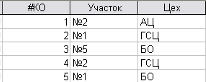 #КО Участок Цех
1 №2 АЦ
2 №1 ГСЦ
3 №5 БО
4 №2 ГСЦ
5 №1 БО